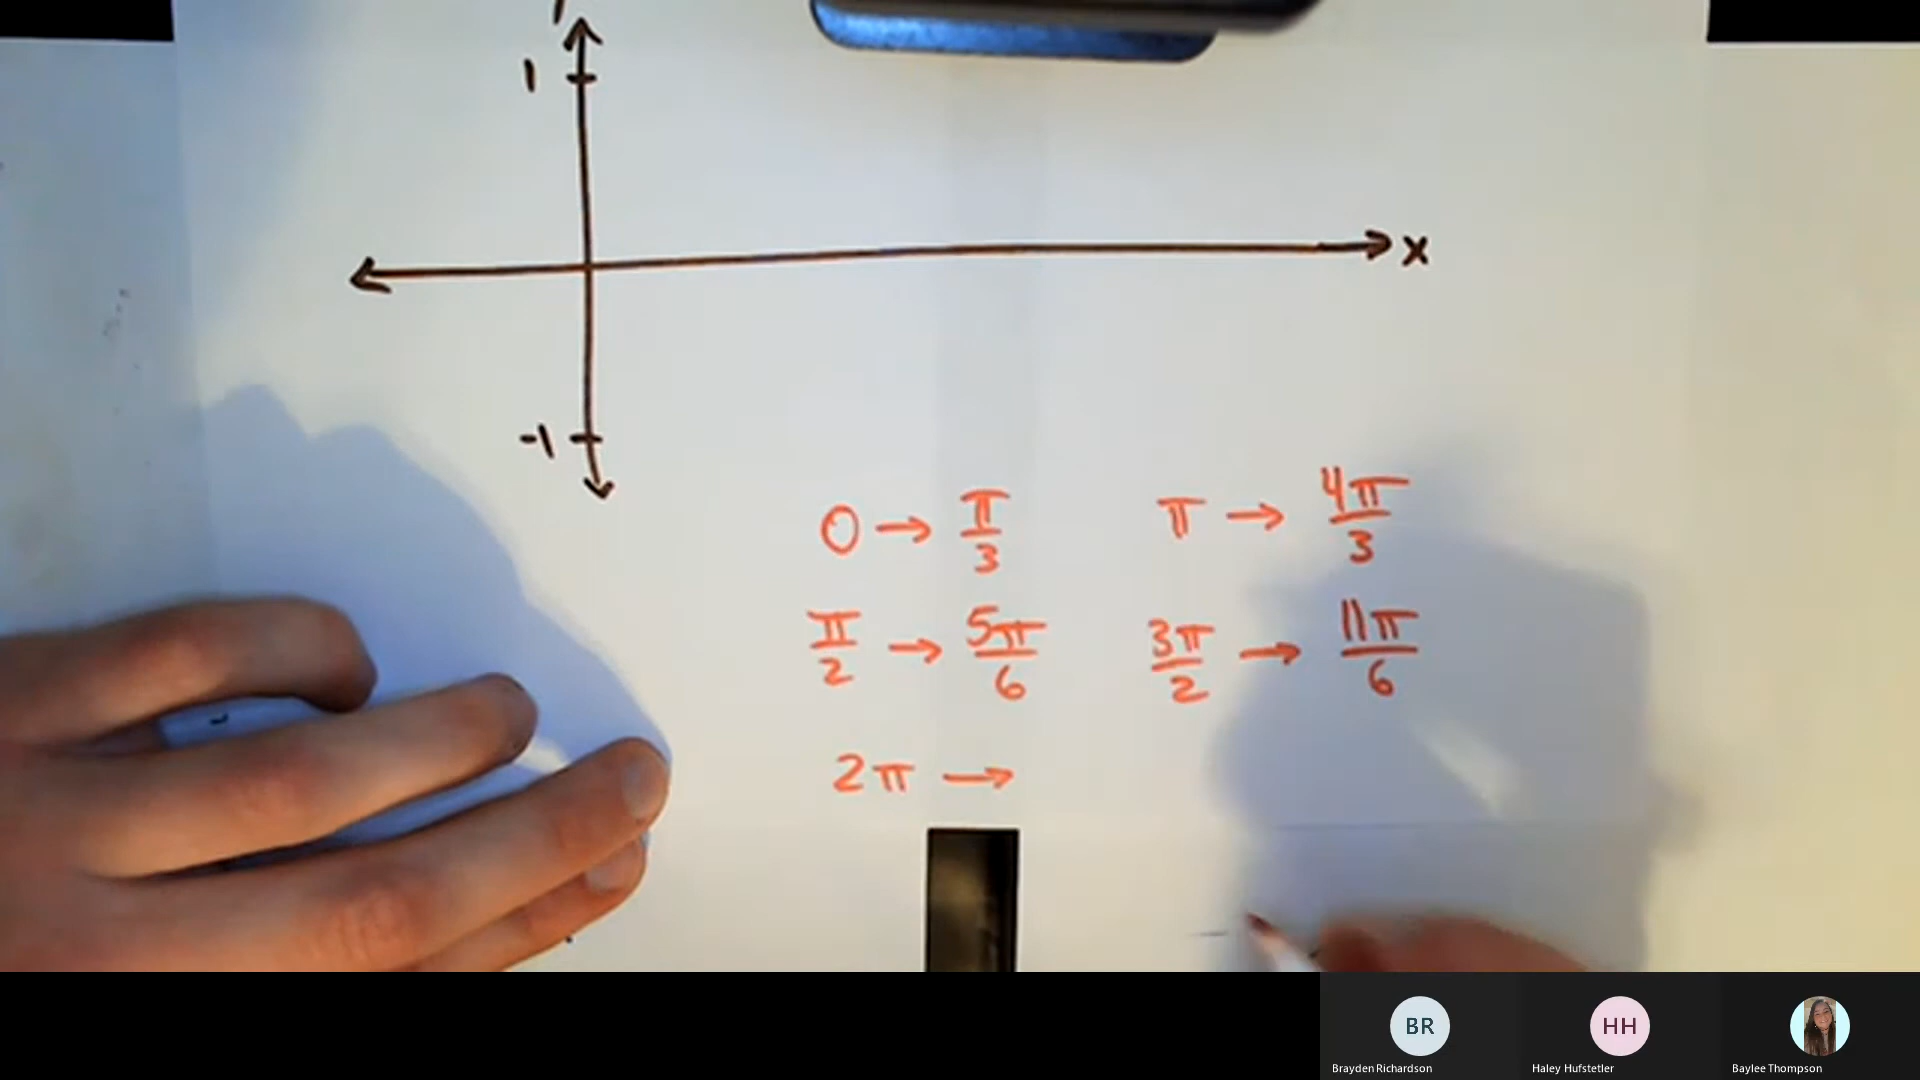 1
x
-1
0 → π/3
π → 4π/3
π/2 → 5π/6
3π/2 → 11π/6
2π →
BR
HH
Brayden Richardson
Haley Hufstetler
Baylee Thompson